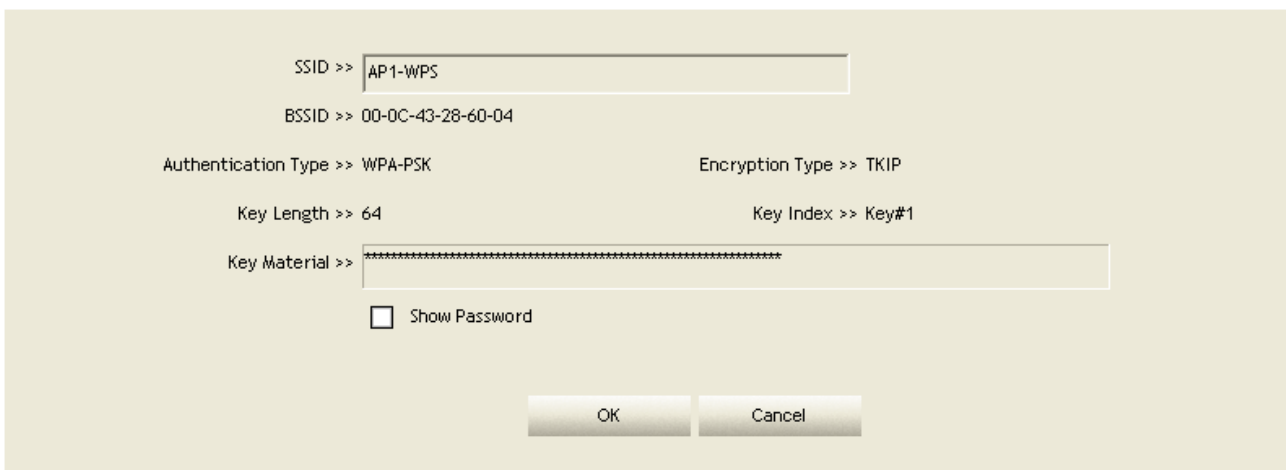 SSID >> AP1-WPS
BSSID >> 00-0C-43-28-60-04
Authentication Type >> WPA-PSK Encryption Type >> TKIP
Key Length >> 64 Key Index >> Key#1
Key Material >> ****************************************************************
Show Password
OK Cancel